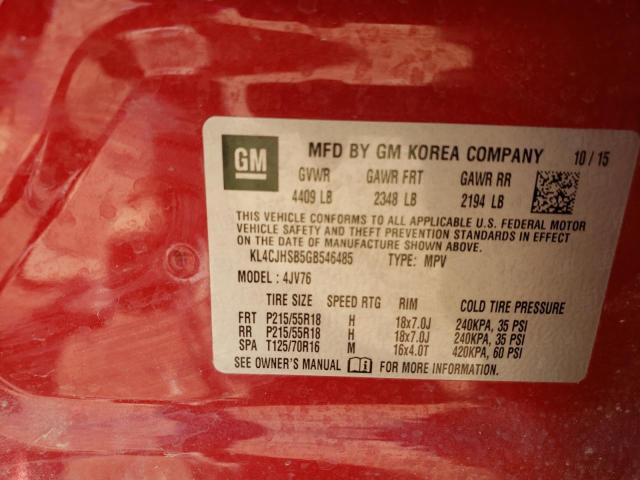 GM MFD BY GM KOREA COMPANY 10/15
GVWR GAWR FRT GAWR RR
4409 LB 2348 LB 2194 LB
THIS VEHICLE CONFORMS TO ALL APPLICABLE U.S. FEDERAL MOTOR
VEHICLE SAFETY AND THEFT PREVENTION STANDARDS IN EFFECT
ON THE DATE OF MANUFACTURE SHOWN ABOVE.
KL4CJHSB5GB546485 TYPE: MPV
MODEL: 4JV76
TIRE SIZE SPEED RTG RIM COLD TIRE PRESSURE
FRT P215/55R18 H 18x7.0J 240KPA, 35 PSI
RR P215/55R18 H 18x7.0J 240KPA, 35 PSI
SPA T125/70R16 M 16x4.0T 420KPA, 60 PSI
SEE OWNER'S MANUAL FOR MORE INFORMATION.